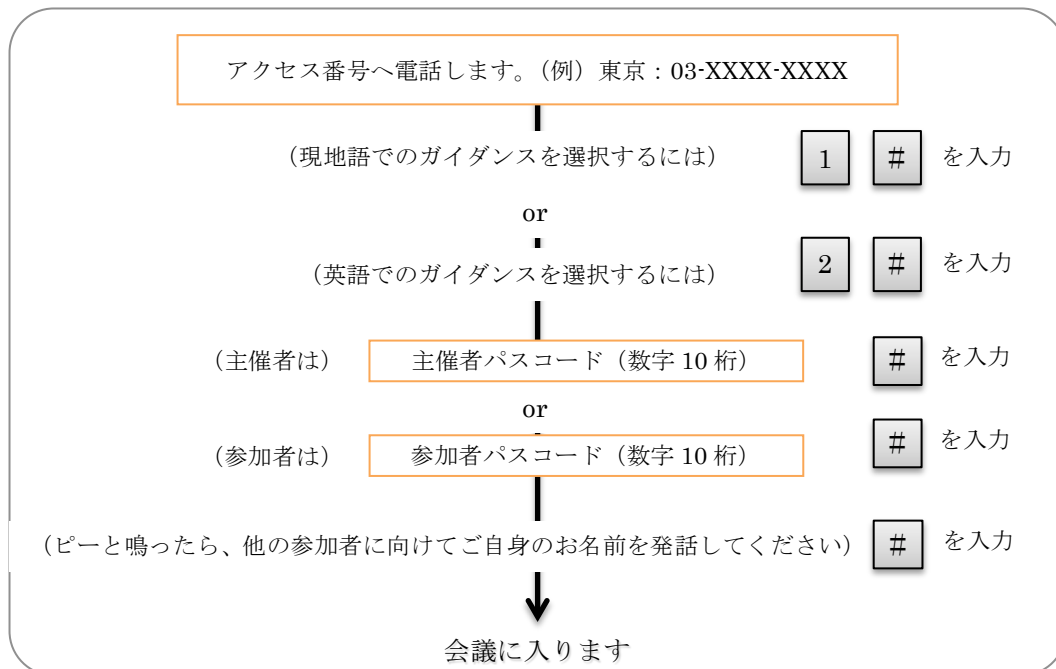 アクセス番号へ電話します。（例）東京：03-XXXX-XXXX
（現地語でのガイダンスを選択するには） 1 # を入力
or
（英語でのガイダンスを選択するには） 2 # を入力
（主催者は） 主催者パスコード（数字 10 桁） # を入力
or
（参加者は） 参加者パスコード（数字 10 桁） # を入力
（ピーと鳴ったら、他の参加者に向けてご自身のお名前を発話してください） # を入力
会議に入ります